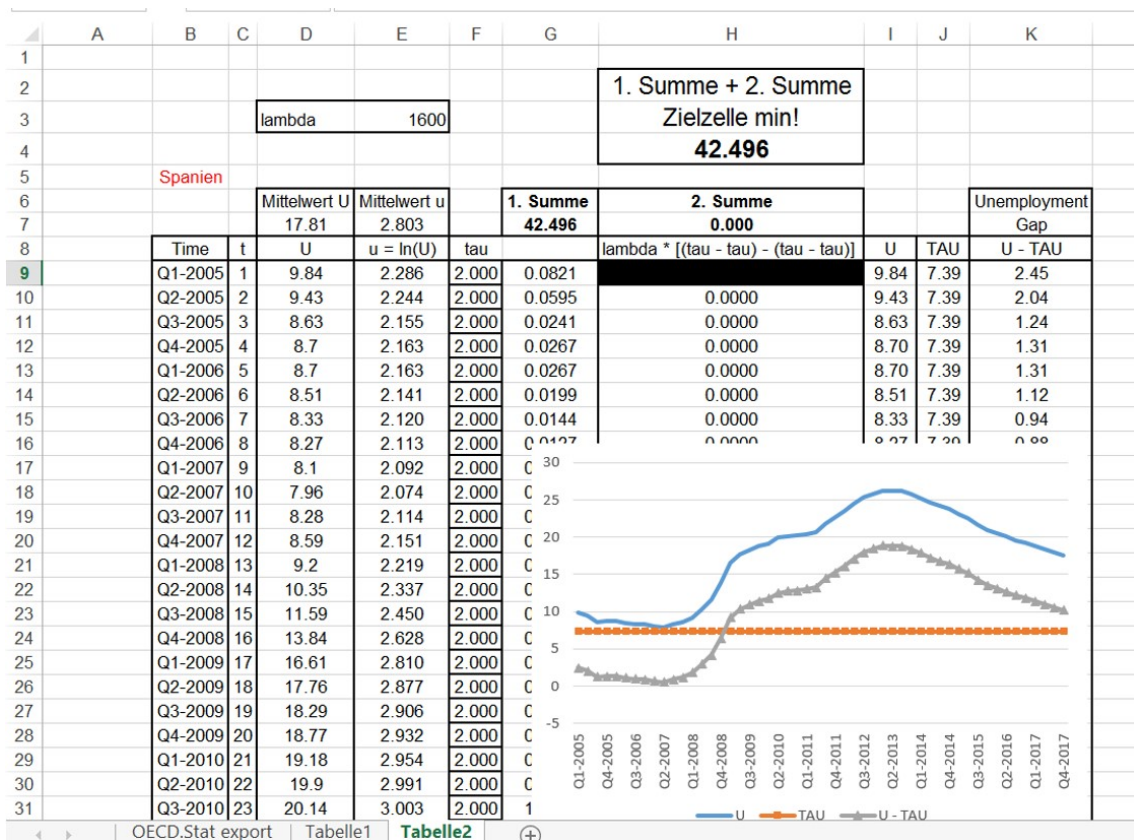 A B C D E F G H I J K
1
2 1. Summe + 2. Summe
3 lambda 1600 Zielzelle min!
4 42.496
5 Spanien
6 Mittelwert U Mittelwert u 1. Summe 2. Summe Unemployment
7 17.81 2.803 42.496 0.000 Gap
8 Time t U u = ln(U) tau lambda * [(tau - tau) - (tau - tau)] U TAU U - TAU
9 Q1-2005 1 9.84 2.286 2.000 0.0821 9.84 7.39 2.45
10 Q2-2005 2 9.43 2.244 2.000 0.0595 0.0000 9.43 7.39 2.04
11 Q3-2005 3 8.63 2.155 2.000 0.0241 0.0000 8.63 7.39 1.24
12 Q4-2005 4 8.7 2.163 2.000 0.0267 0.0000 8.70 7.39 1.31
13 Q1-2006 5 8.7 2.163 2.000 0.0267 0.0000 8.70 7.39 1.31
14 Q2-2006 6 8.51 2.141 2.000 0.0199 0.0000 8.51 7.39 1.12
15 Q3-2006 7 8.33 2.120 2.000 0.0144 0.0000 8.33 7.39 0.94
16 Q4-2006 8 8.27 2.113 2.000 0.0127 0.0000 8.27 7.39 0.88
17 Q1-2007 9 8.1 2.092 2.000
18 Q2-2007 10 7.96 2.074 2.000
19 Q3-2007 11 8.28 2.114 2.000
20 Q4-2007 12 8.59 2.151 2.000
21 Q1-2008 13 9.2 2.219 2.000
22 Q2-2008 14 10.35 2.337 2.000
23 Q3-2008 15 11.59 2.450 2.000
24 Q4-2008 16 13.84 2.628 2.000
25 Q1-2009 17 16.61 2.810 2.000
26 Q2-2009 18 17.76 2.877 2.000
27 Q3-2009 19 18.29 2.906 2.000
28 Q4-2009 20 18.77 2.932 2.000
29 Q1-2010 21 19.18 2.954 2.000
30 Q2-2010 22 19.9 2.991 2.000
31 Q3-2010 23 20.14 3.003 2.000 1
30
25
20
15
10
5
0
-5
Q1-2005 Q4-2005 Q3-2006 Q2-2007 Q1-2008 Q4-2008 Q3-2009 Q2-2010 Q1-2011 Q4-2011 Q3-2012 Q2-2013 Q1-2014 Q4-2014 Q3-2015 Q2-2016 Q1-2017 Q4-2017
U TAU U - TAU
OECD.Stat export Tabelle1 Tabelle2